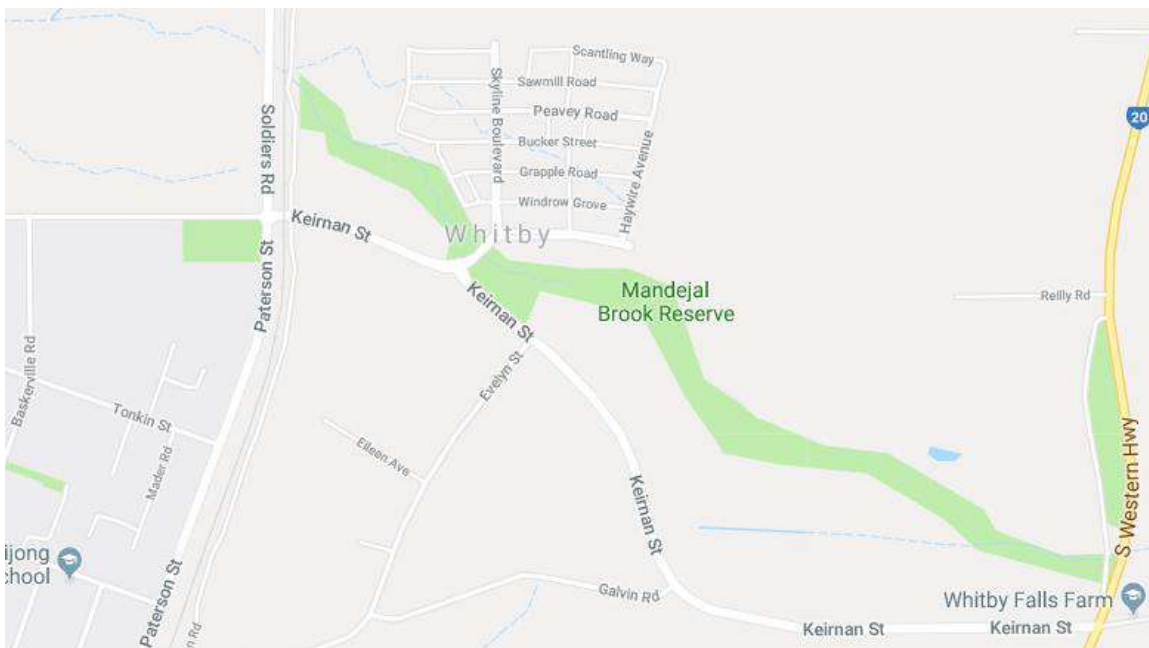 Scantling Way
Skyline Boulevard
Sawmill Road
Peavey Road
20
Soldiers Rd
Bucker Street
Haywire Avenue
Grapple Road
Windrow Grove
Keirnan St
Whitby
Paterson St
Mandejal
Brook Reserve
Reilly Rd
Keirnan St
Baskerville Rd
Evelyn St
Tonkin St
Eileen Ave
Mader Rd
S Western Hwy
Keirnan St
ijong
chool
Paterson St
Galvin Rd
Whitby Falls Farm
n Rd
Keirnan St
Keirnan St